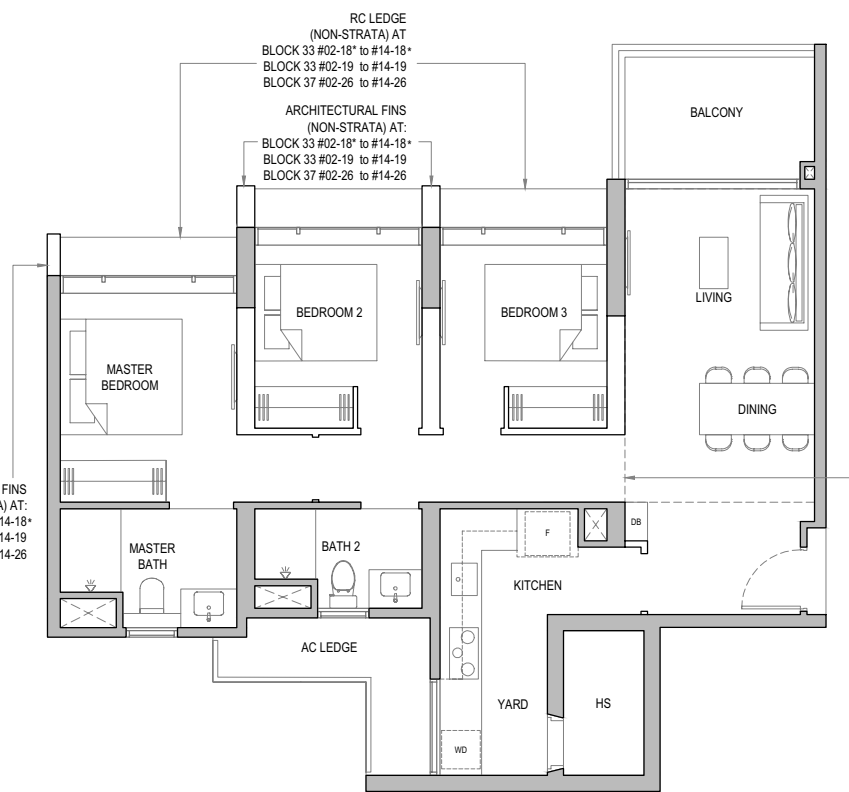 RC LEDGE
(NON-STRATA) AT
BLOCK 33 #02-18* to #14-18*
BLOCK 33 #02-19 to #14-19
BLOCK 37 #02-26 to #14-26
ARCHITECTURAL FINS
(NON-STRATA) AT:
BLOCK 33 #02-18* to #14-18*
BLOCK 33 #02-19 to #14-19
BLOCK 37 #02-26 to #14-26
BALCONY
LIVING
BEDROOM 2
BEDROOM 3
MASTER
BEDROOM
DINING
FINS
A) AT:
14-18*
14-19
14-26
MASTER
BATH
BATH 2
F
DB
KITCHEN
AC LEDGE
YARD
HS
WD